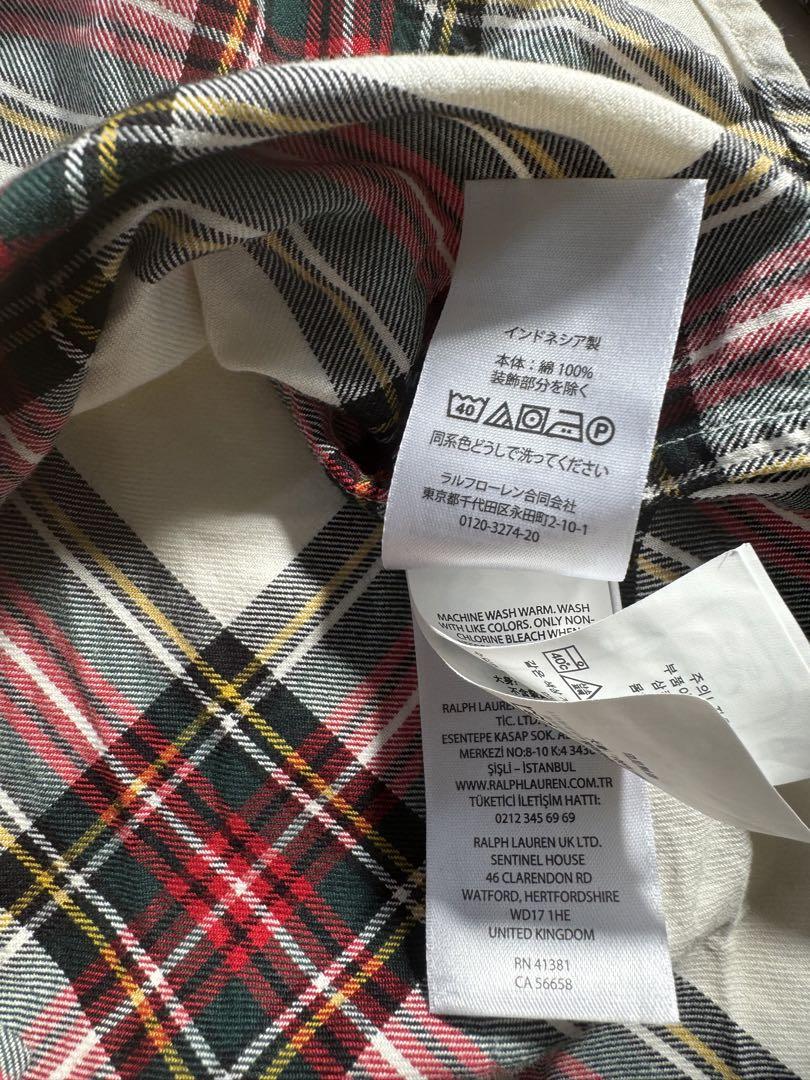 インドネシア製
本体：綿 100%
装飾部分を除く
40
P
同系色どうしで洗ってください
ラルフローレン合同会社
東京都千代田区永田町2-10-1
0120-3274-20
MACHINE WASH WARM. WASH
WITH LIKE COLORS. ONLY NON-
CHLORINE BLEACH WHEN
40℃
RALPH LAUREN
TİC. LTD.
ESENTEPE KASAP SOK.
MERKEZİ NO:8-10 K:4
ŞİŞLİ – İSTANBUL
WWW.RALPHLAUREN.COM.TR
TÜKETİCİ İLETİŞİM HATTI:
0212 345 69 69
RALPH LAUREN UK LTD.
SENTINEL HOUSE
46 CLARENDON RD
WATFORD, HERTFORDSHIRE
WD17 1HE
UNITED KINGDOM
RN 41381
CA 56658